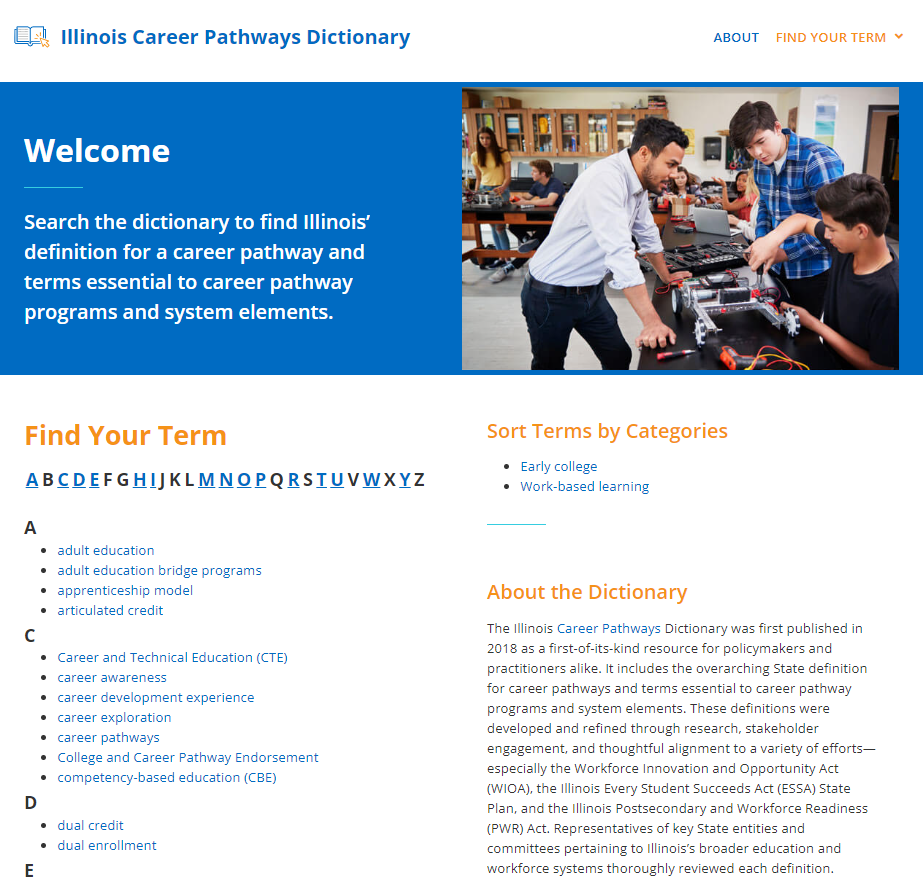 Illinois Career Pathways Dictionary
ABOUT
FIND YOUR TERM
Welcome
Search the dictionary to find Illinois’
definition for a career pathway and
terms essential to career pathway
programs and system elements.
Find Your Term
A B C D E F G H I J K L M N O P Q R S T U V W X Y Z
A
adult education
adult education bridge programs
apprenticeship model
articulated credit
C
Career and Technical Education (CTE)
career awareness
career development experience
career exploration
career pathways
College and Career Pathway Endorsement
competency-based education (CBE)
D
dual credit
dual enrollment
E
Sort Terms by Categories
Early college
Work-based learning
About the Dictionary
The Illinois Career Pathways Dictionary was first published in
2018 as a first-of-its-kind resource for policymakers and
practitioners alike. It includes the overarching State definition
for career pathways and terms essential to career pathway
programs and system elements. These definitions were
developed and refined through research, stakeholder
engagement, and thoughtful alignment to a variety of efforts—
especially the Workforce Innovation and Opportunity Act
(WIOA), the Illinois Every Student Succeeds Act (ESSA) State
Plan, and the Illinois Postsecondary and Workforce Readiness
(PWR) Act. Representatives of key State entities and
committees pertaining to Illinois’s broader education and
workforce systems thoroughly reviewed each definition.